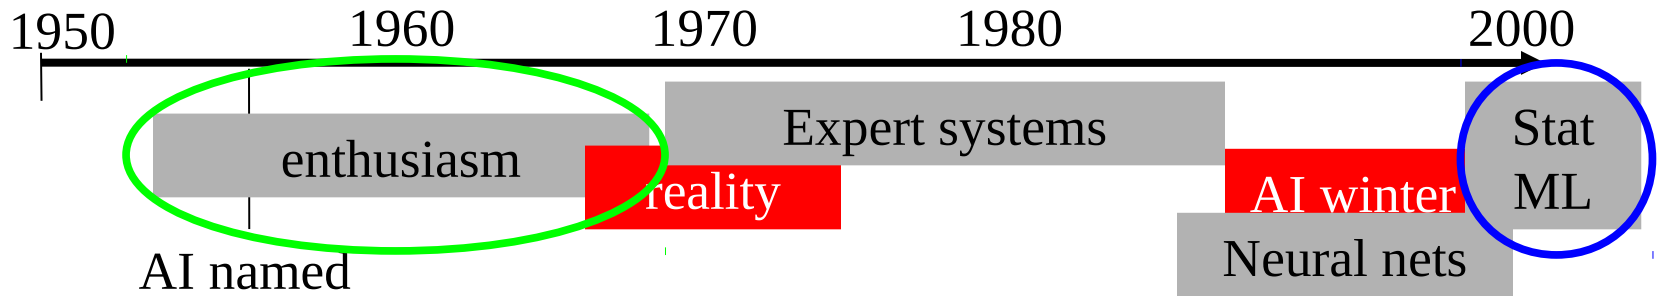 1950 1960 1970 1980 2000
Expert systems
enthusiasm
reality
Stat
ML
AI winter
Neural nets
AI named